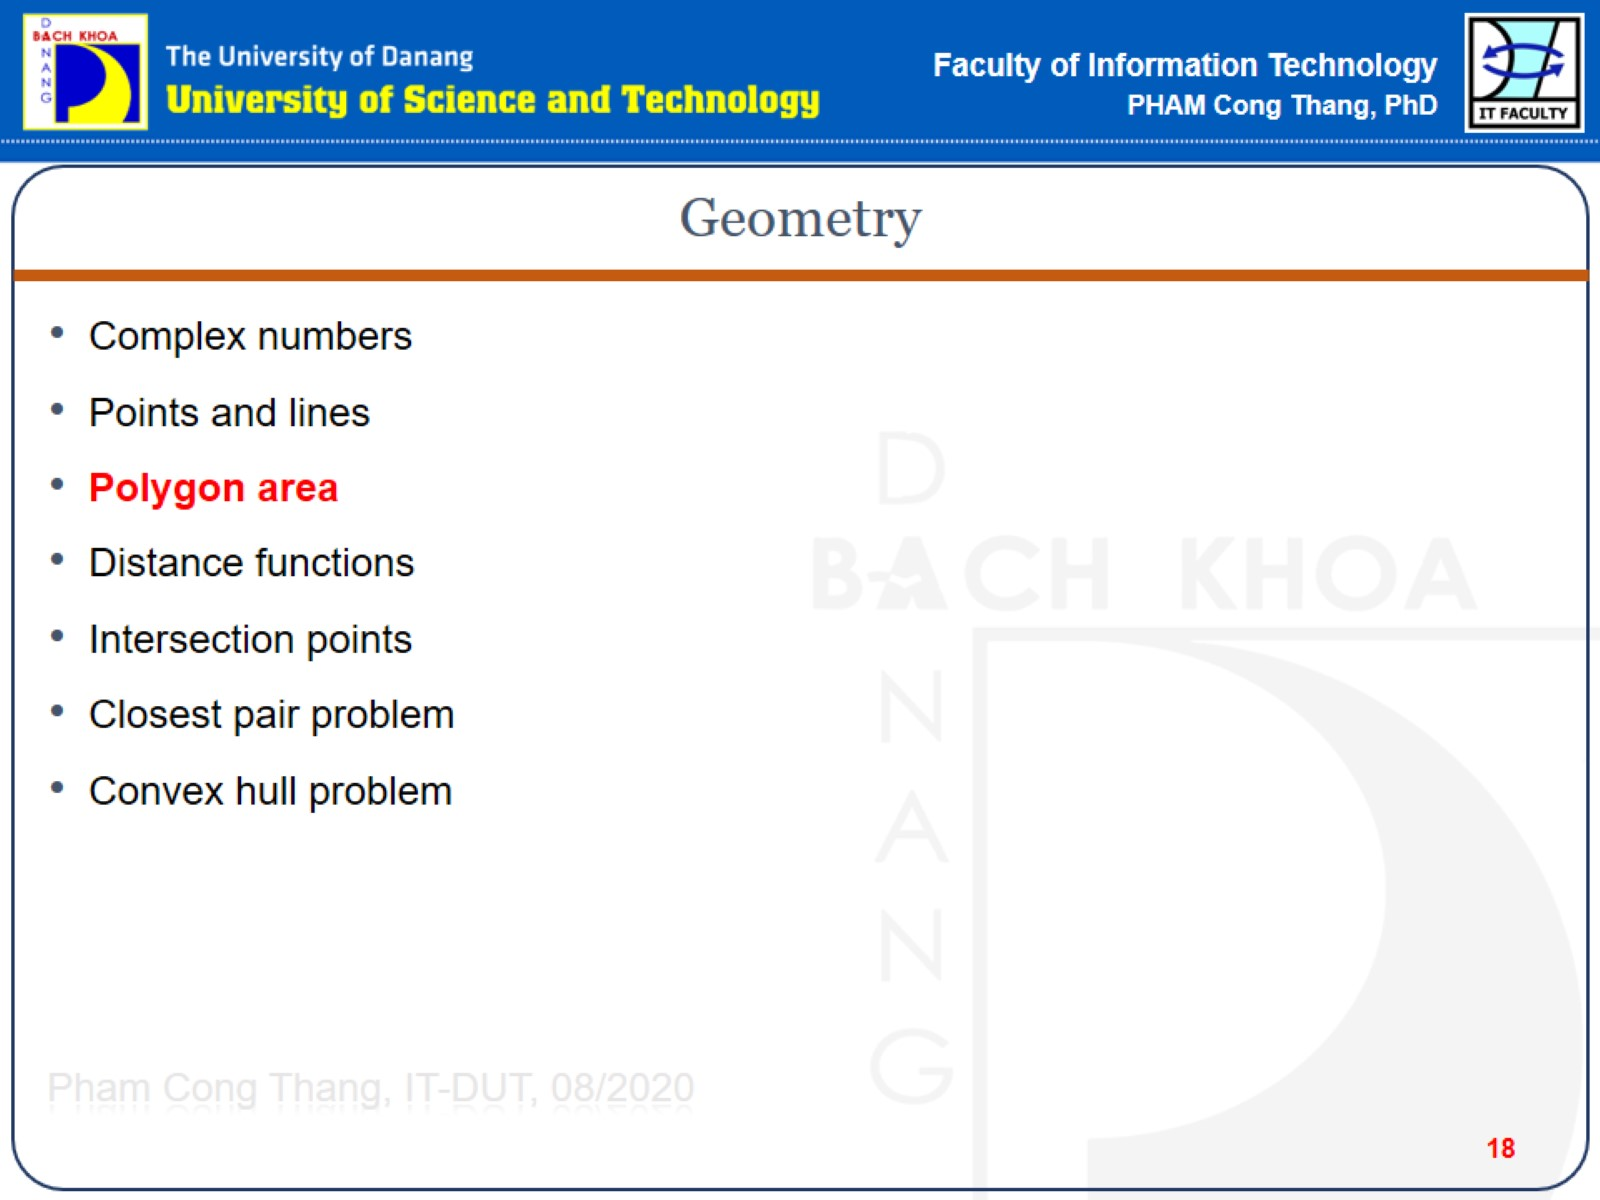 D
BACH KHOA
N
A
N
G
The University of Danang
University of Science and Technology
Faculty of Information Technology
PHAM Cong Thang, PhD
IT FACULTY
Geometry
• Complex numbers
• Points and lines
• Polygon area
• Distance functions
• Intersection points
• Closest pair problem
• Convex hull problem
D
BACH KHOA
N
A
N
G
Pham Cong Thang, IT-DUT, 08/2020
18